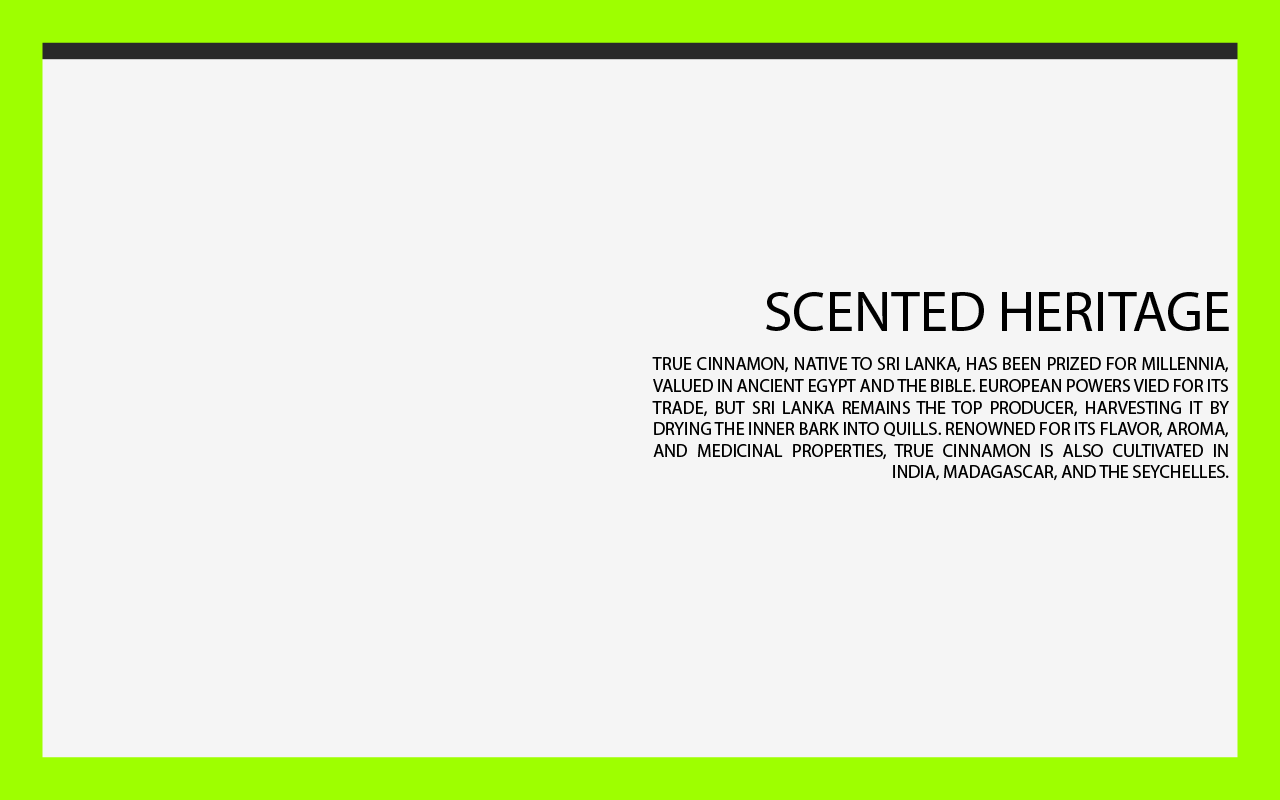 SCENTED HERITAGE
TRUE CINNAMON, NATIVE TO SRI LANKA, HAS BEEN PRIZED FOR MILLENNIA,
VALUED IN ANCIENT EGYPT AND THE BIBLE. EUROPEAN POWERS VIED FOR ITS
TRADE, BUT SRI LANKA REMAINS THE TOP PRODUCER, HARVESTING IT BY
DRYING THE INNER BARK INTO QUILLS. RENOWNED FOR ITS FLAVOR, AROMA,
AND MEDICINAL PROPERTIES, TRUE CINNAMON IS ALSO CULTIVATED IN
INDIA, MADAGASCAR, AND THE SEYCHELLES.